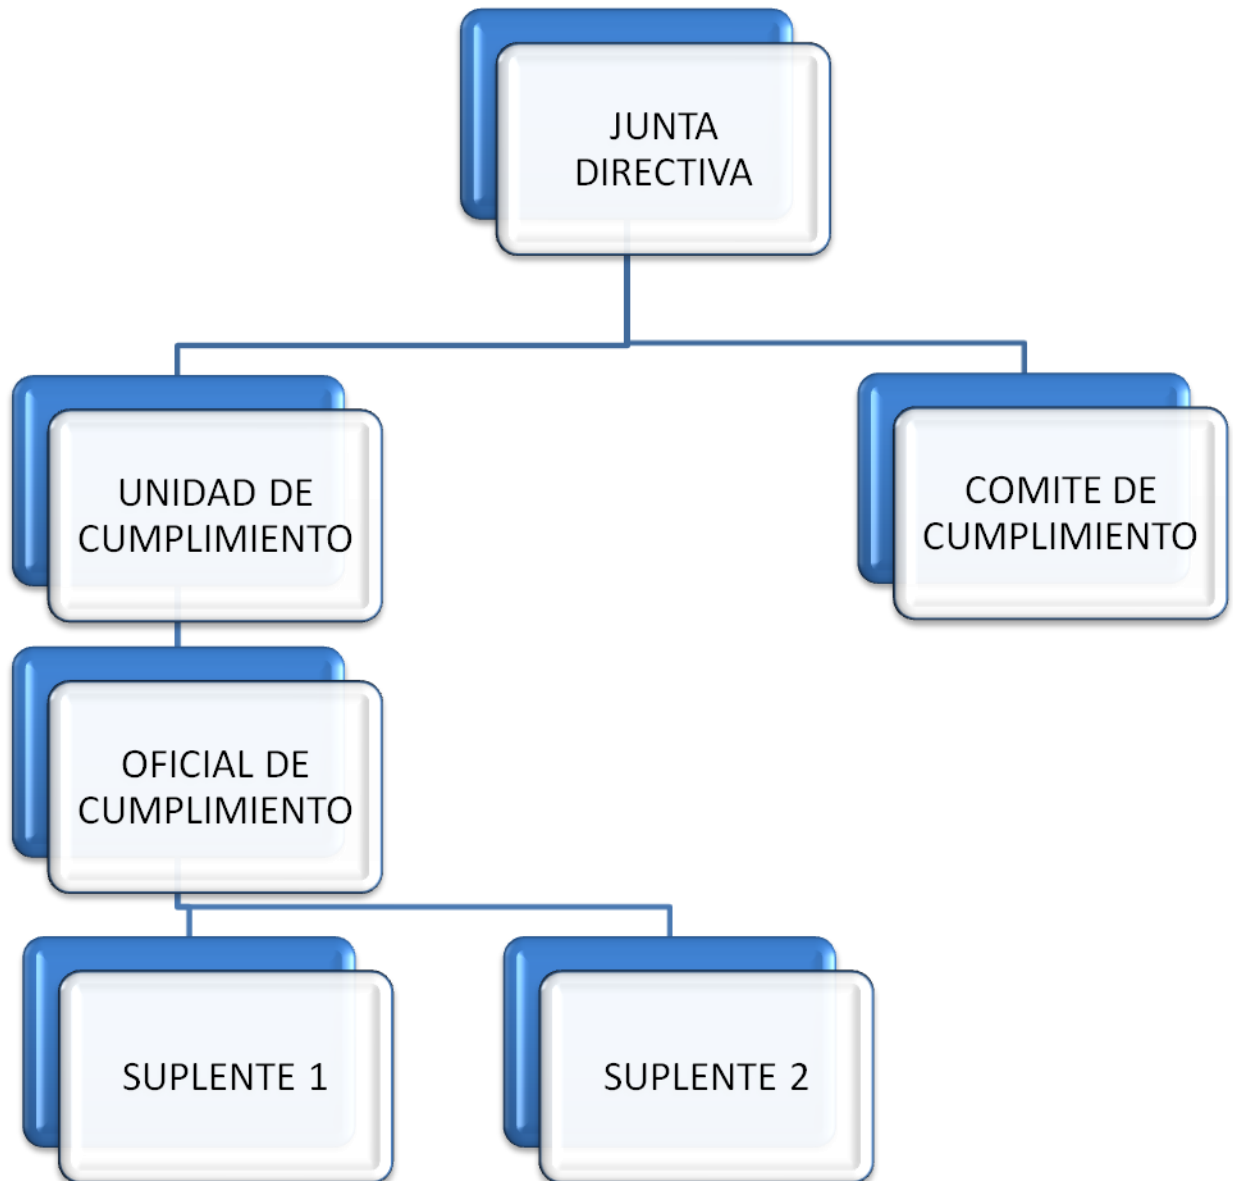 JUNTA
DIRECTIVA
UNIDAD DE
CUMPLIMIENTO
COMITE DE
CUMPLIMIENTO
OFICIAL DE
CUMPLIMIENTO
SUPLENTE 1
SUPLENTE 2